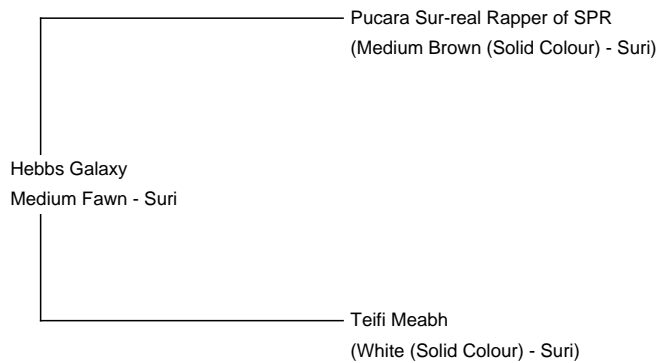 Pucara Sur-real Rapper of SPR
(Medium Brown (Solid Colour) - Suri)
Hebbs Galaxy
Medium Fawn - Suri
Teifi Meabh
(White (Solid Colour) - Suri)